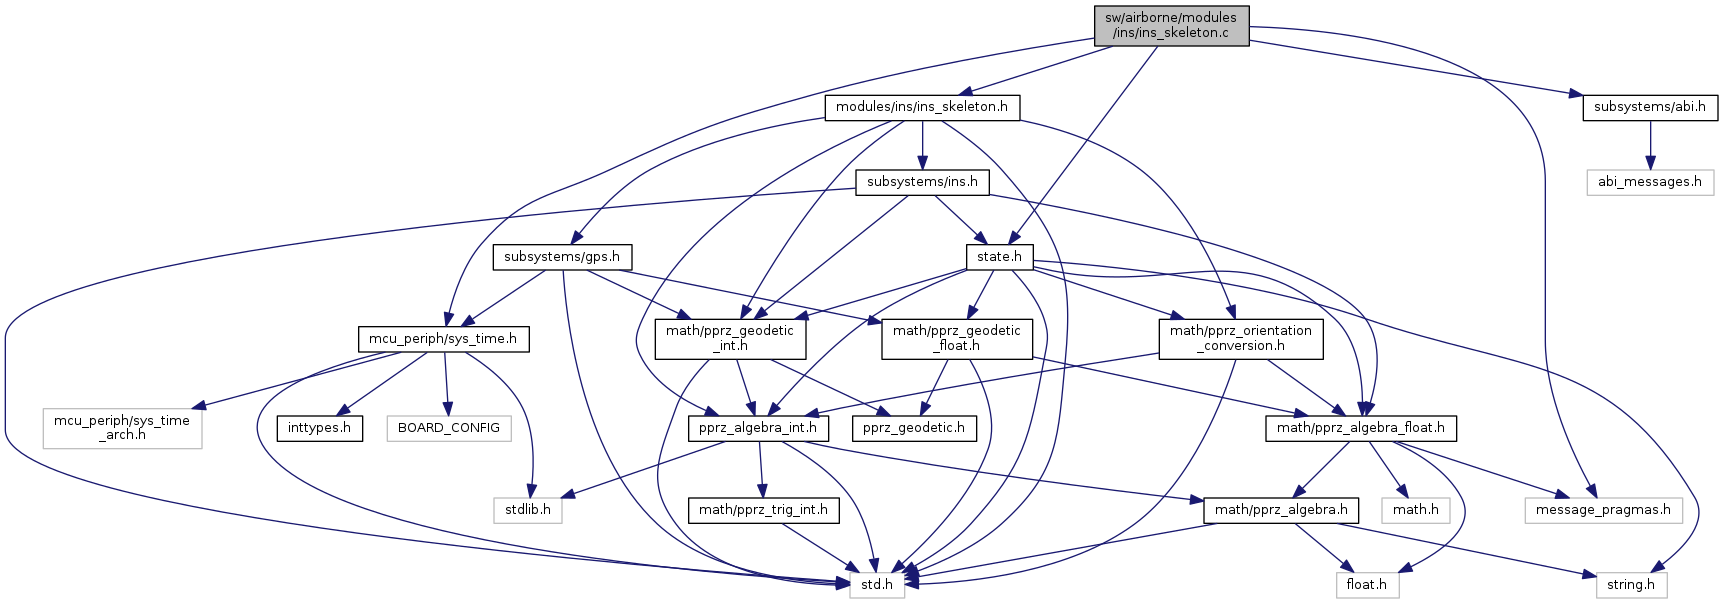 sw/airborne/modules
/ins/ins_skeleton.c
modules/ins/ins_skeleton.h
subsystems/abi.h
subsystems/ins.h
abi_messages.h
subsystems/gps.h
state.h
mcu_periph/sys_time.h
math/pprz_geodetic
_int.h
math/pprz_geodetic
_float.h
math/pprz_orientation
_conversion.h
mcu_periph/sys_time
_arch.h
inttypes.h
BOARD_CONFIG
pprz_algebra_int.h
pprz_geodetic.h
math/pprz_algebra_float.h
stdlib.h
math/pprz_trig_int.h
math/pprz_algebra.h
math.h
message_pragmas.h
std.h
float.h
string.h